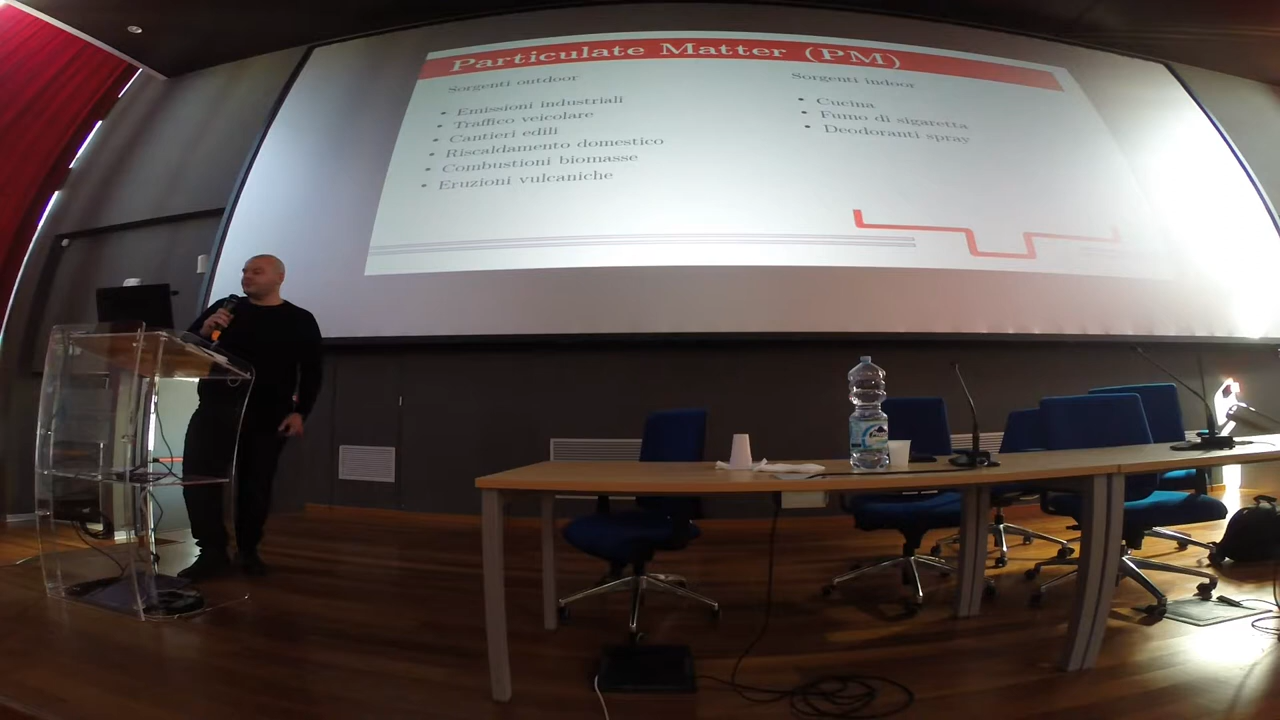 Particulate Matter (PM)
Sorgenti outdoor
• Emissioni industriali
• Traffico veicolare
• Cantieri edili
• Riscaldamento domestico
• Combustioni biomasse
• Eruzioni vulcaniche
Sorgenti indoor
• Cucina
• Fumo di sigaretta
• Deodoranti spray